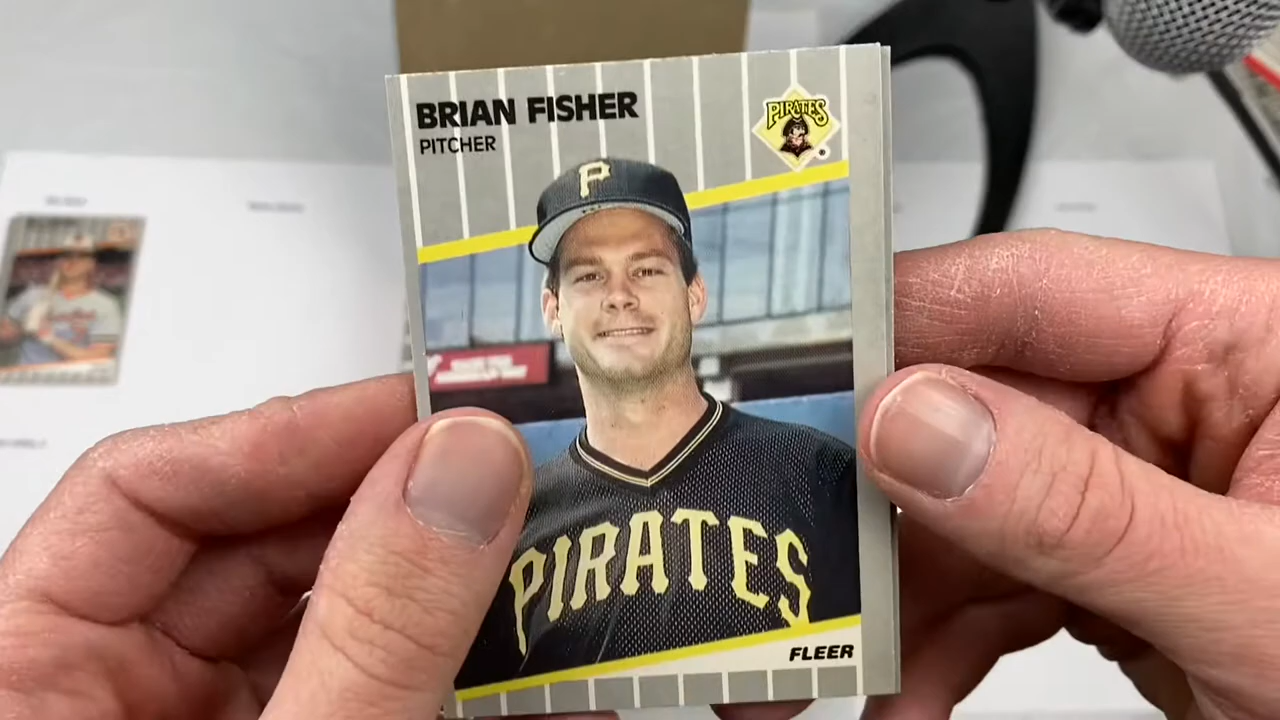 BRIAN FISHER
PITCHER
PIRATES
P
PIRATES
FLEER